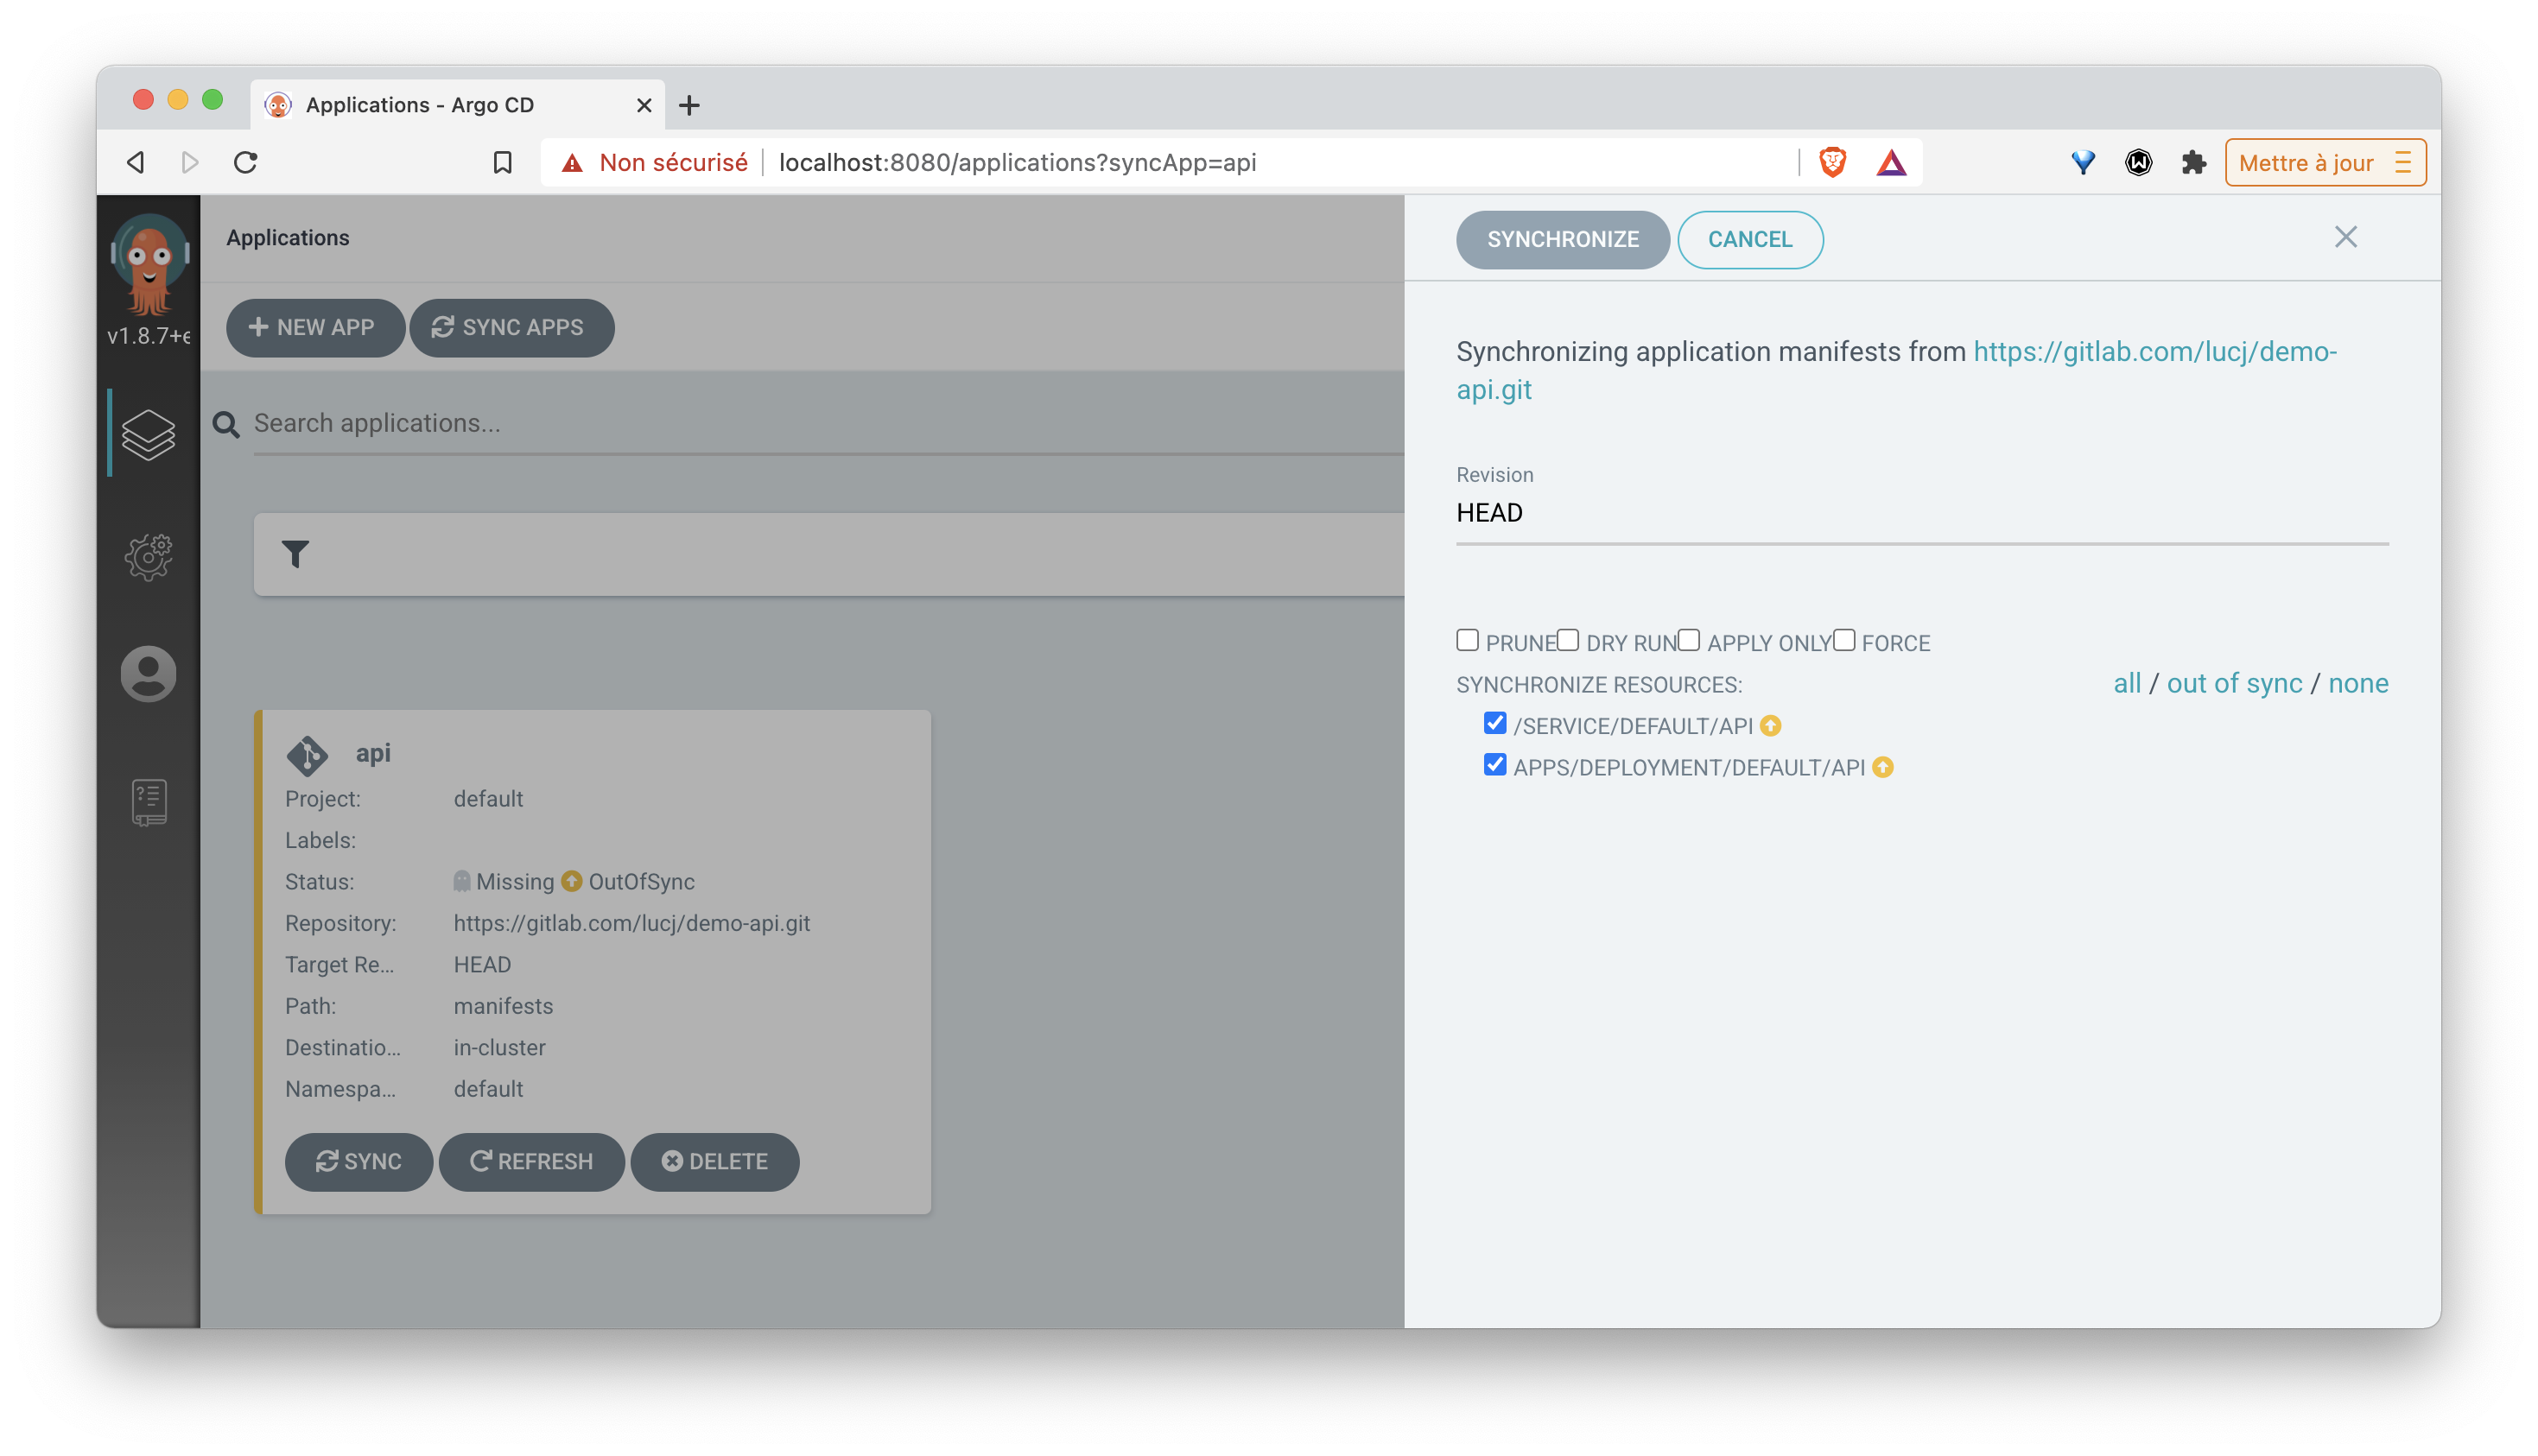 Applications - Argo CD
Non sécurisé
localhost:8080/applications?syncApp=api
Mettre à jour
v1.8.7+e
Applications
NEW APP
SYNC APPS
Search applications...
api
Project: default
Labels:
Status: Missing OutOfSync
Repository: https://gitlab.com/lucj/demo-api.git
Target Re... HEAD
Path: manifests
Destinatio... in-cluster
Namespa... default
SYNC
REFRESH
DELETE
SYNCHRONIZE
CANCEL
Synchronizing application manifests from https://gitlab.com/lucj/demo-
api.git
Revision
HEAD
PRUNE DRY RUN APPLY ONLY FORCE
SYNCHRONIZE RESOURCES: all / out of sync / none
/SERVICE/DEFAULT/API
APPS/DEPLOYMENT/DEFAULT/API